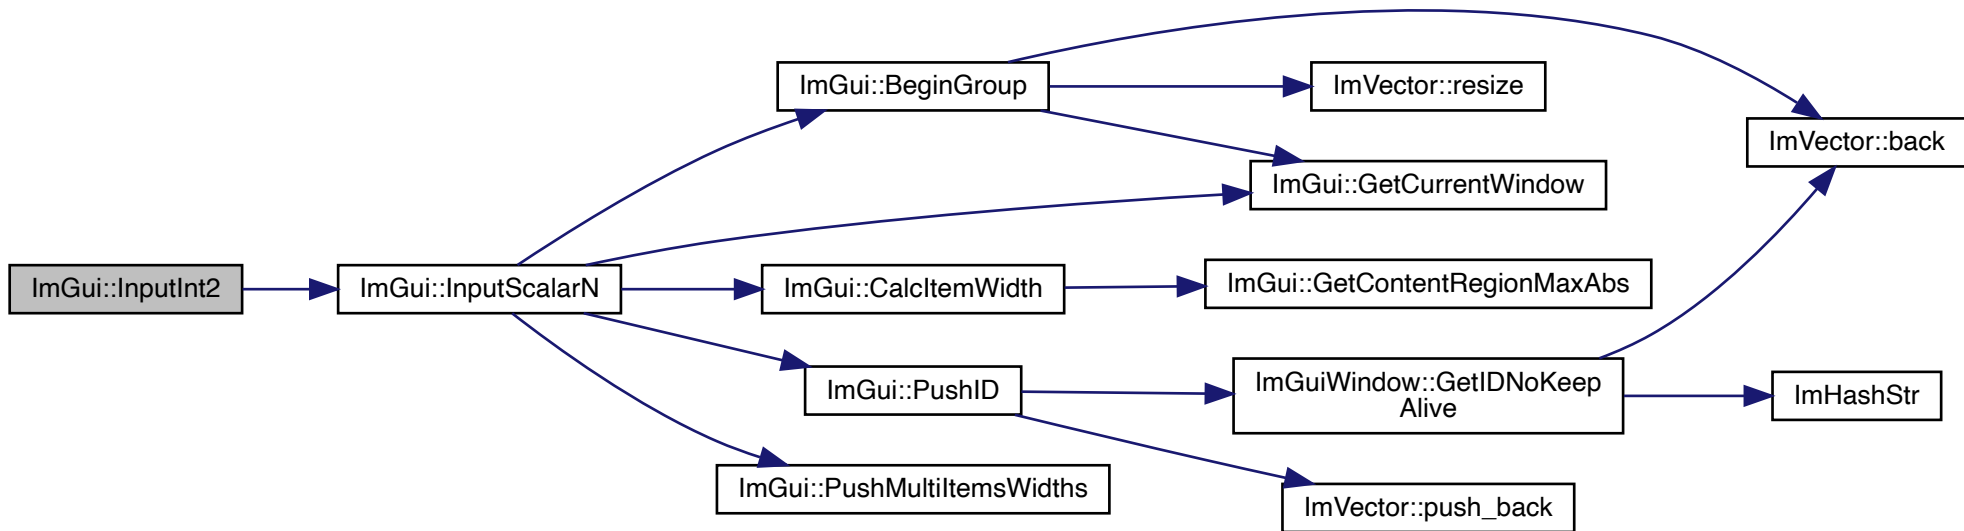 ImGui::InputInt2
ImGui::InputScalarN
ImGui::BeginGroup
ImGui::CalcItemWidth
ImGui::PushID
ImGui::PushMultiItemsWidths
ImVector::resize
ImGui::GetCurrentWindow
ImGui::GetContentRegionMaxAbs
ImGuiWindow::GetIDNoKeep
Alive
ImVector::push_back
ImVector::back
ImHashStr